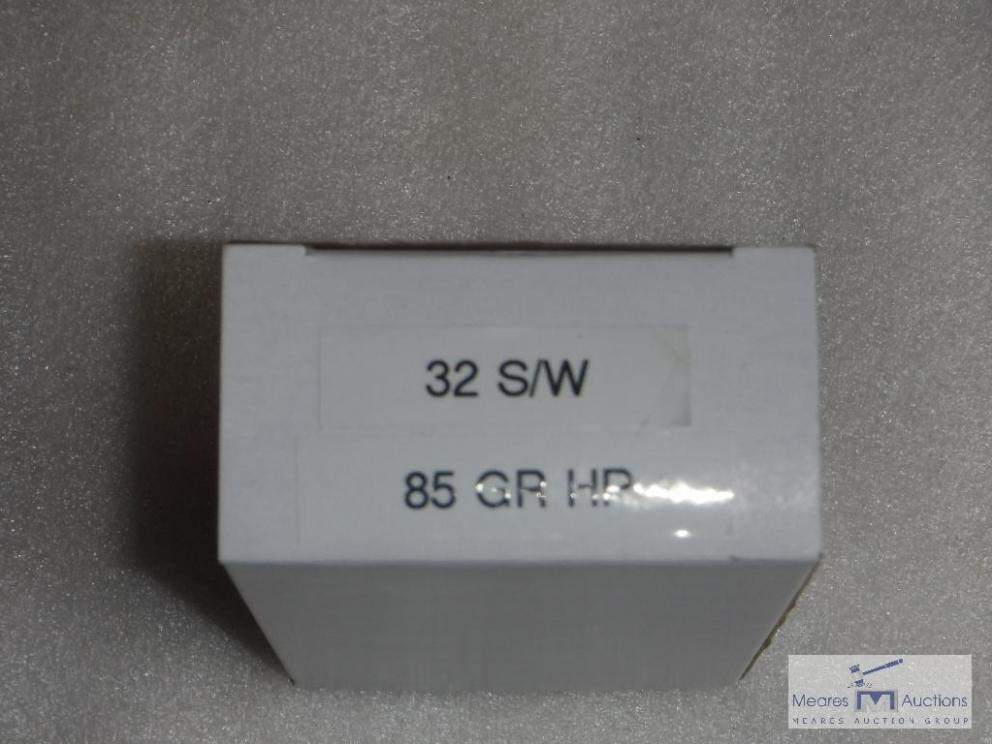 32 S/W
85 GR HP
Meares M Auctions
MEARES AUCTION GROUP